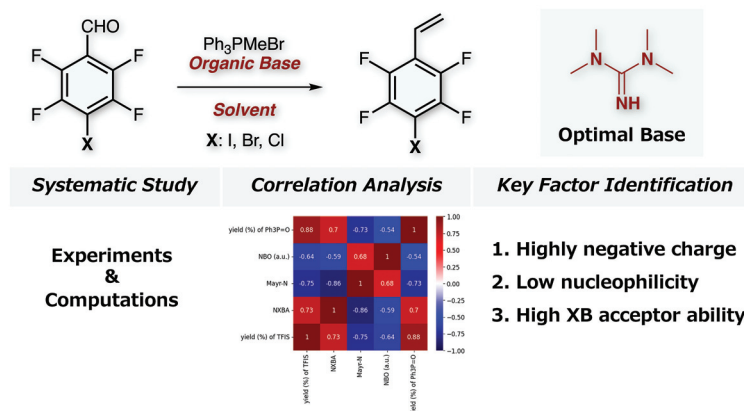 CHO
F
F
F
F
X
Ph3PMeBr
Organic Base
Solvent
X: I, Br, Cl
F
F
F
F
X
N
N
NH
Optimal Base
Systematic Study
Correlation Analysis
Key Factor Identification
Experiments
&
Computations
yield (%) of Ph3P=O
0.88 0.7 -0.73 -0.54 1
NBO (a.u.)
-0.64 -0.59 0.68 1 -0.54
Mayr-N
-0.75 -0.86 1 0.68 -0.73
NXBA
0.73 1 -0.86 -0.59 0.7
yield (%) of TFIS
1 0.73 -0.75 -0.64 0.88
yield (%) of TFIS
NXBA
Mayr-N
NBO (a.u.)
yield (%) of Ph3P=O
1.00
0.75
0.50
0.25
0.00
−0.25
−0.50
−0.75
−1.00
1. Highly negative charge
2. Low nucleophilicity
3. High XB acceptor ability